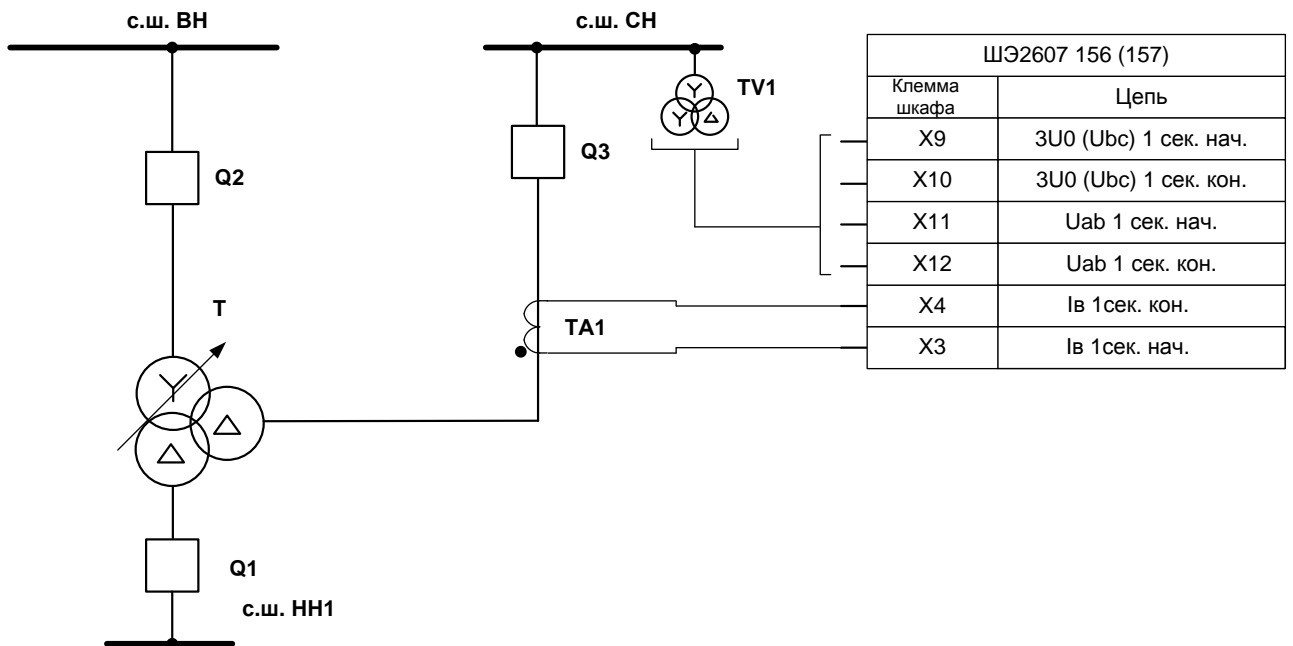 с.ш. ВН
с.ш. СН
ШЭ2607 156 (157)
Клемма
шкафа
Цепь
TV1
X9
3U0 (Ubc) 1 сек. нач.
Q3
Q2
X10
3U0 (Ubc) 1 сек. кон.
X11
Uab 1 сек. нач.
X12
Uab 1 сек. кон.
T
TA1
X4
Iв 1сек. кон.
X3
Iв 1сек. нач.
Q1
с.ш. НН1